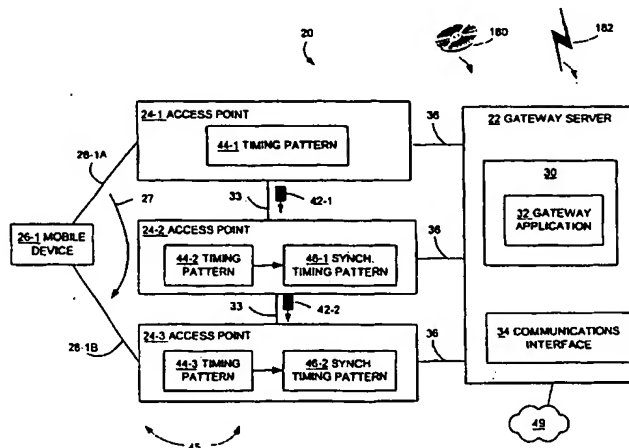 20
180
182
24-1 ACCESS POINT
44-1 TIMING PATTERN
36
22 GATEWAY SERVER
28-1A
27
33
42-1
30
32 GATEWAY
APPLICATION
26-1 MOBILE
DEVICE
24-2 ACCESS POINT
44-2 TIMING
PATTERN
46-1 SYNCH.
TIMING PATTERN
36
33
42-2
28-1B
24-3 ACCESS POINT
44-3 TIMING
PATTERN
46-2 SYNCH
TIMING PATTERN
36
34 COMMUNICATIONS
INTERFACE
45
49